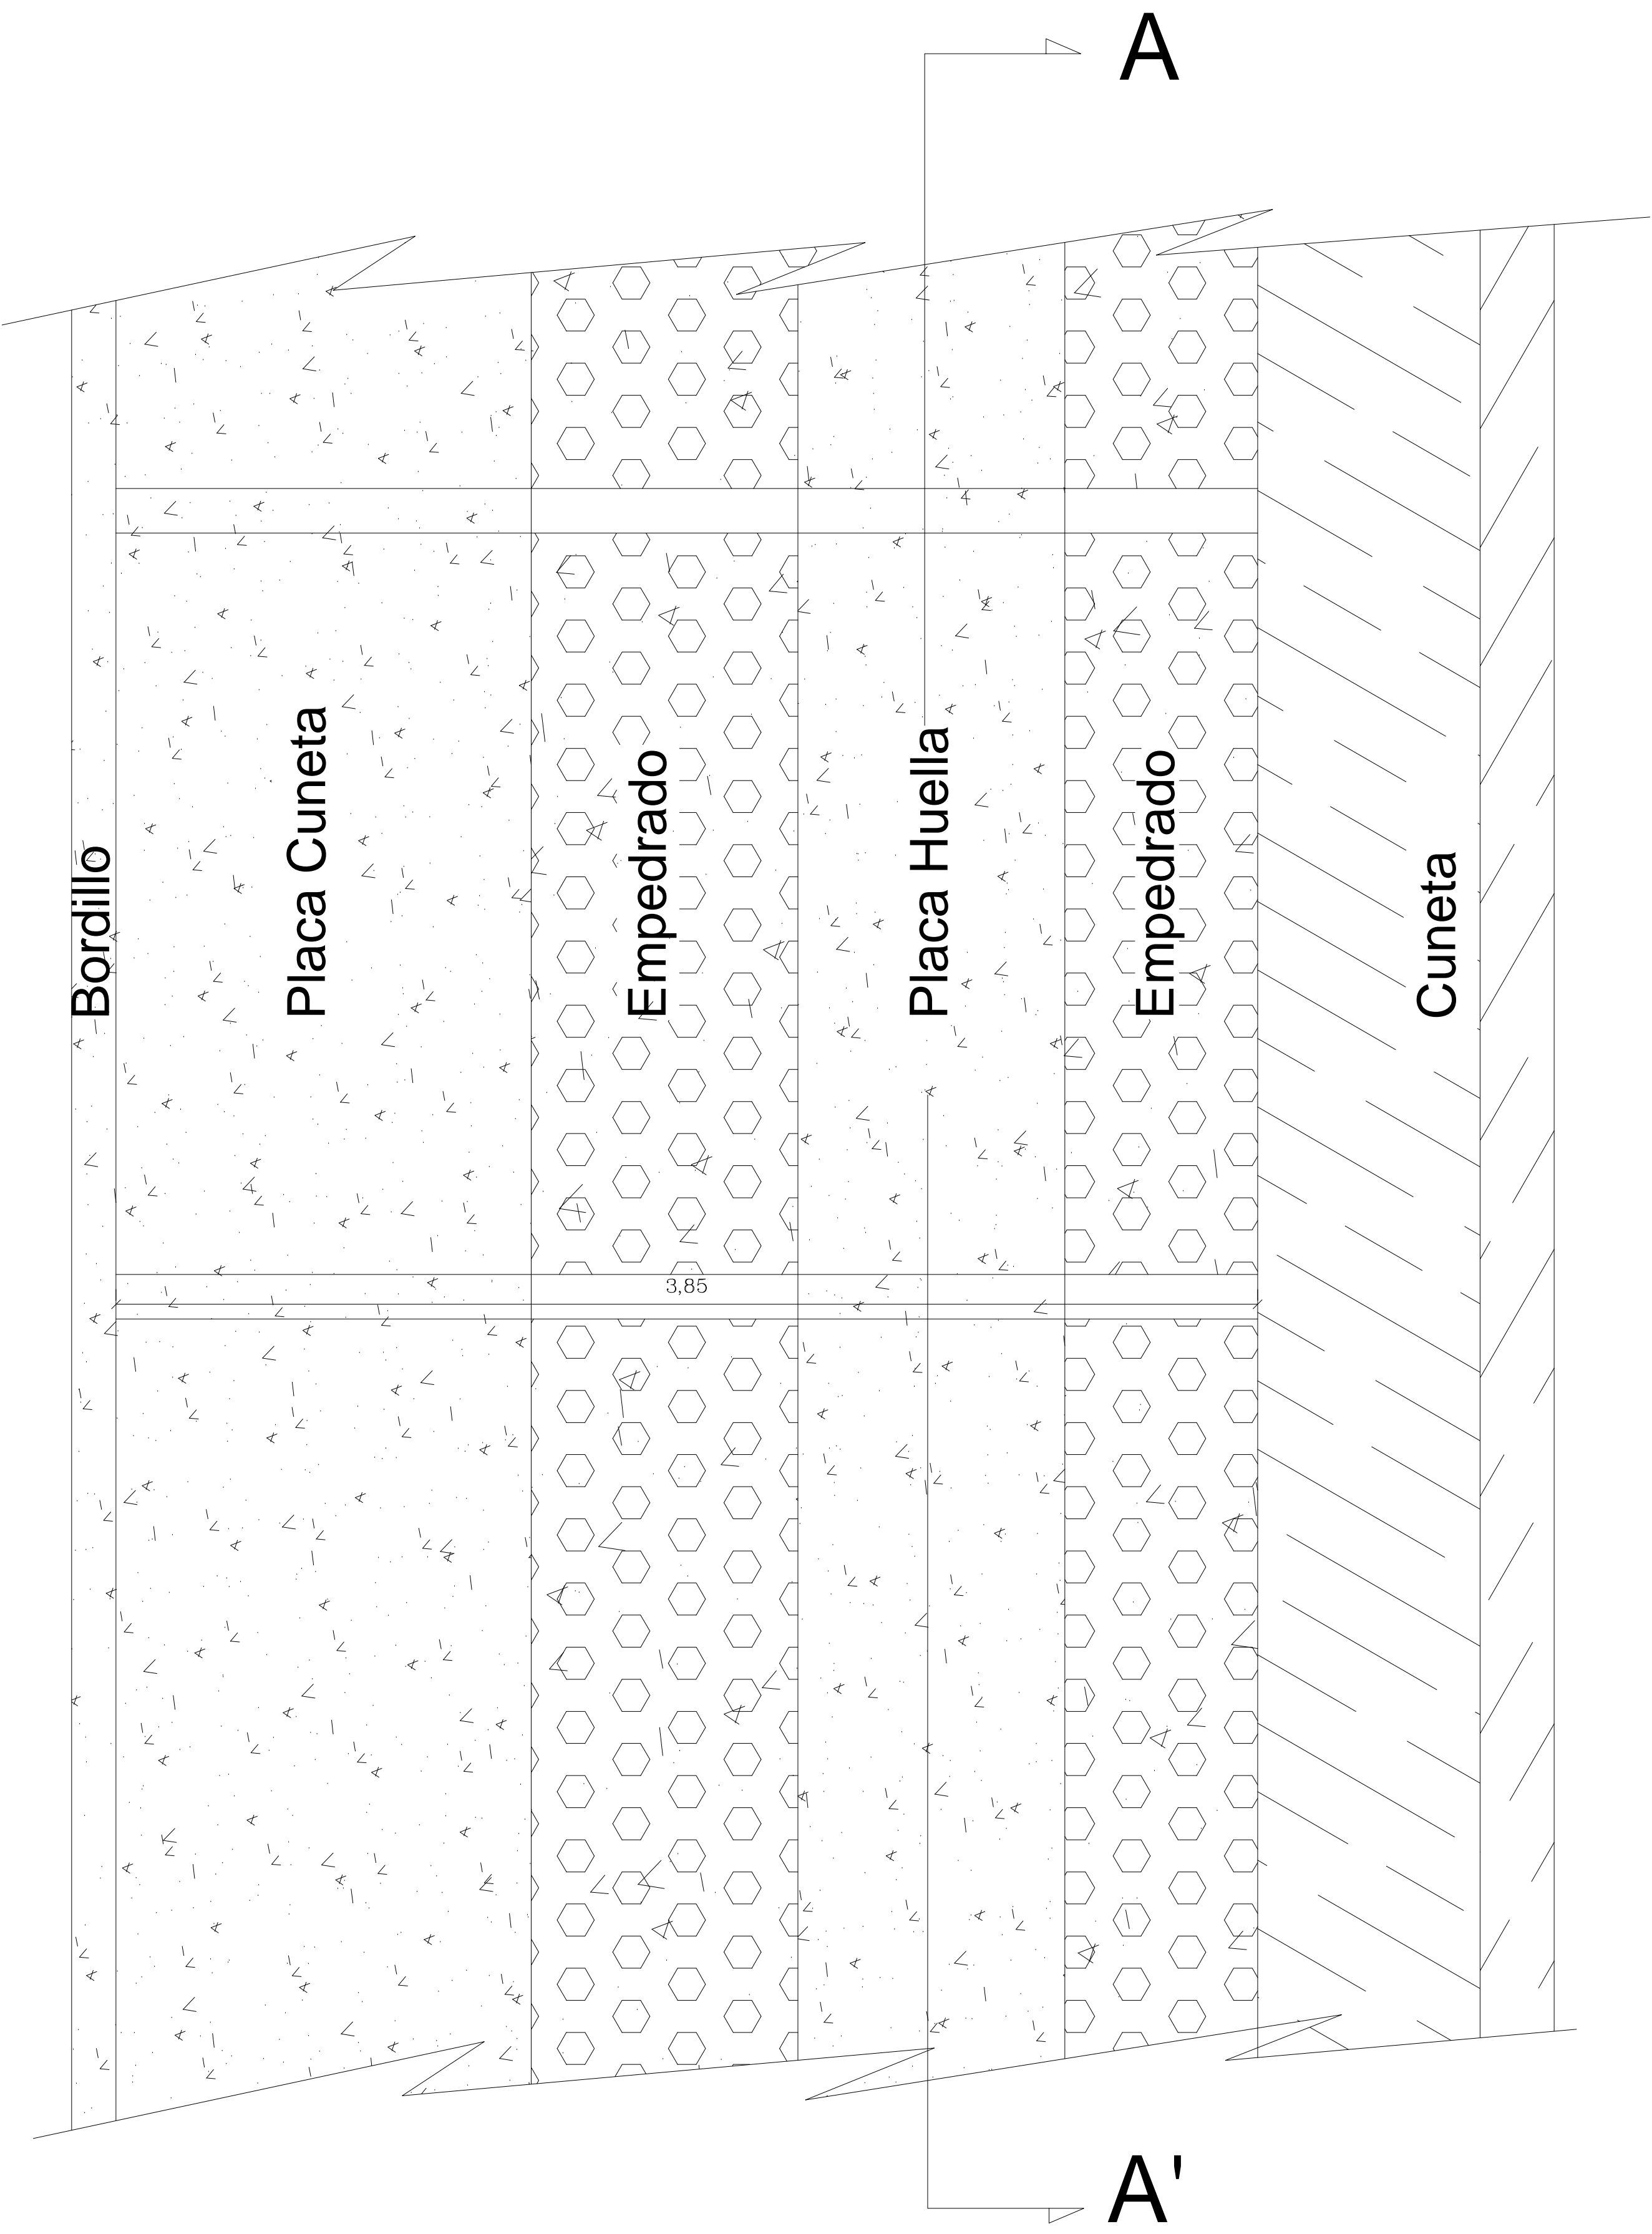 A
Bordillo
Placa Cuneta
Empedrado
Placa Huella
Empedrado
Cuneta
3,85
A'